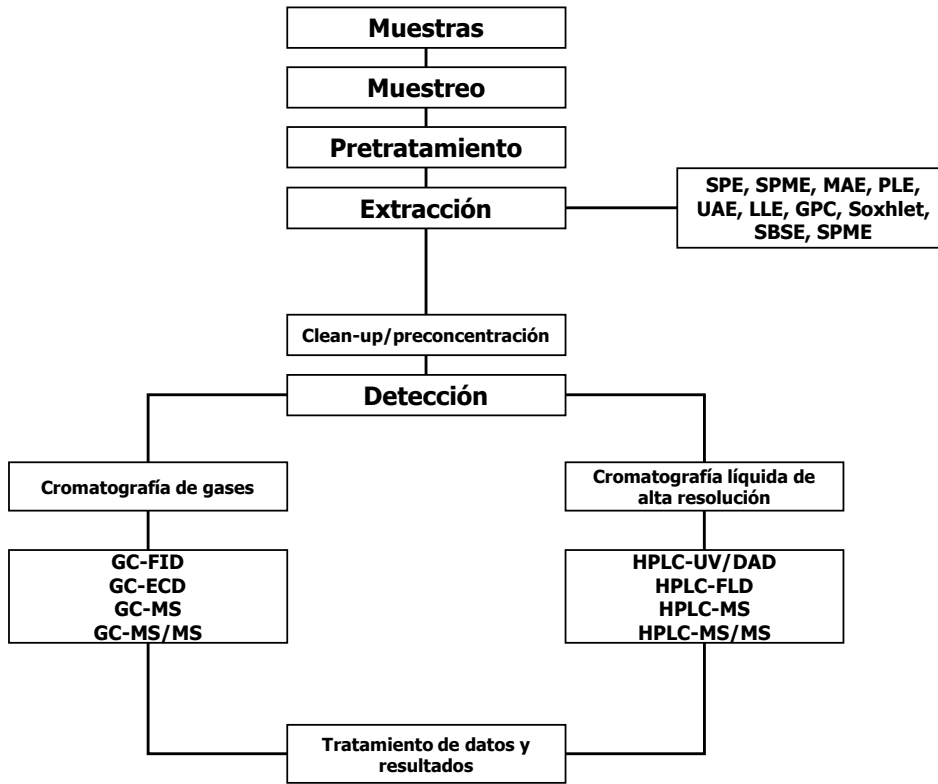 Muestras
Muestreo
Pretratamiento
Extracción
SPE, SPME, MAE, PLE,
UAE, LLE, GPC, Soxhlet,
SBSE, SPME
Clean-up/preconcentración
Detección
Cromatografía de gases
Cromatografía líquida de
alta resolución
GC-FID
GC-ECD
GC-MS
GC-MS/MS
HPLC-UV/DAD
HPLC-FLD
HPLC-MS
HPLC-MS/MS
Tratamiento de datos y
resultados